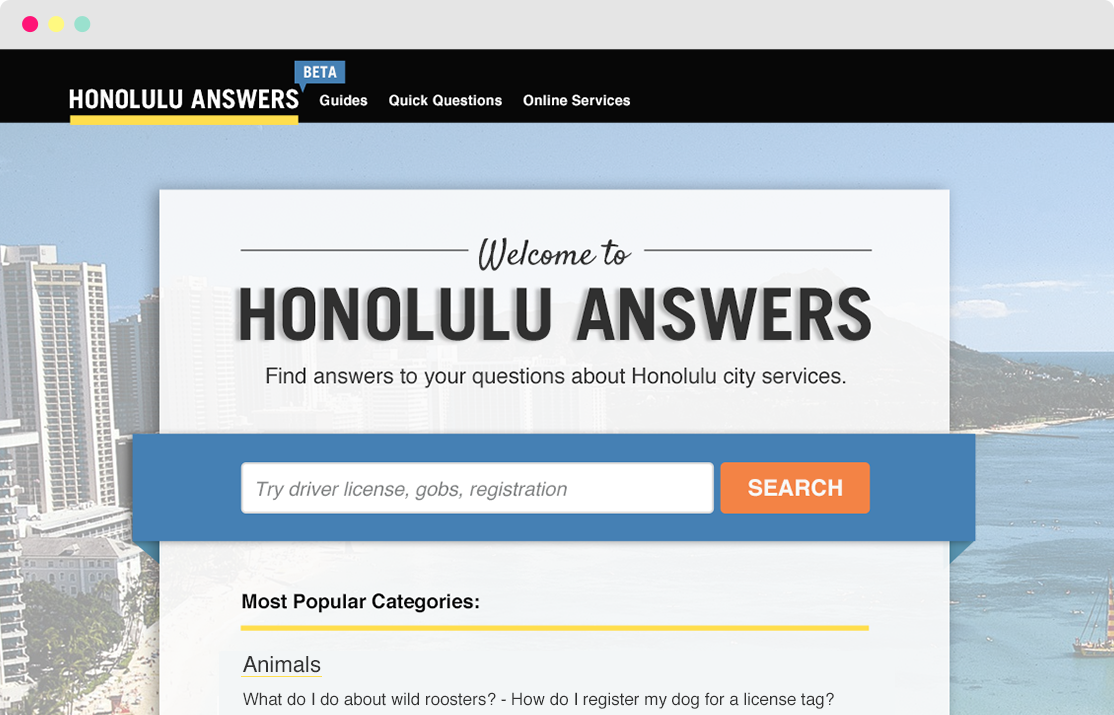 BETA
HONOLULU ANSWERS Guides Quick Questions Online Services
Welcome to
HONOLULU ANSWERS
Find answers to your questions about Honolulu city services.
Try driver license, gobs, registration SEARCH
Most Popular Categories:
Animals
What do I do about wild roosters? - How do I register my dog for a license tag?